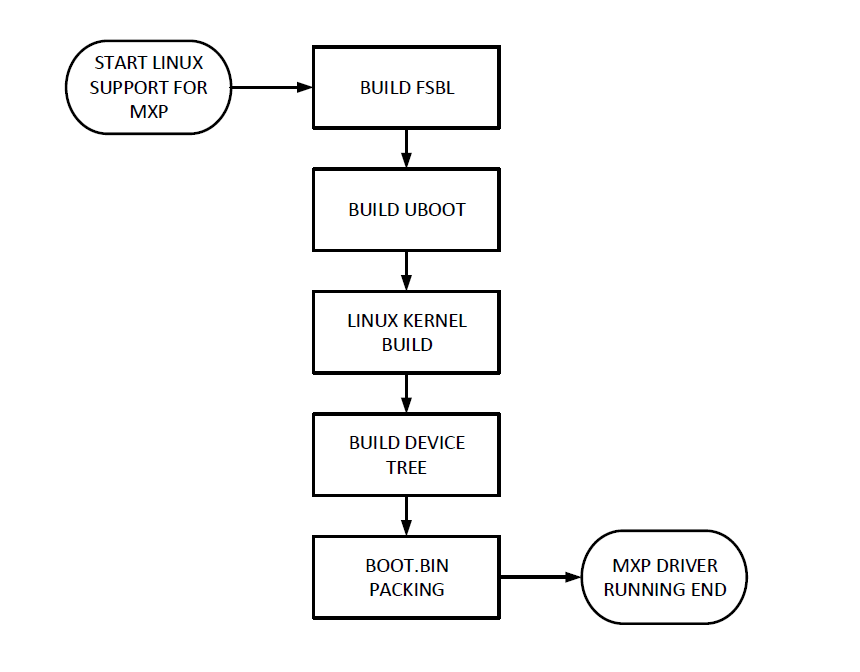 START LINUX
SUPPORT FOR
MXP
BUILD FSBL
BUILD UBOOT
LINUX KERNEL
BUILD
BUILD DEVICE
TREE
BOOT.BIN
PACKING
MXP DRIVER
RUNNING END